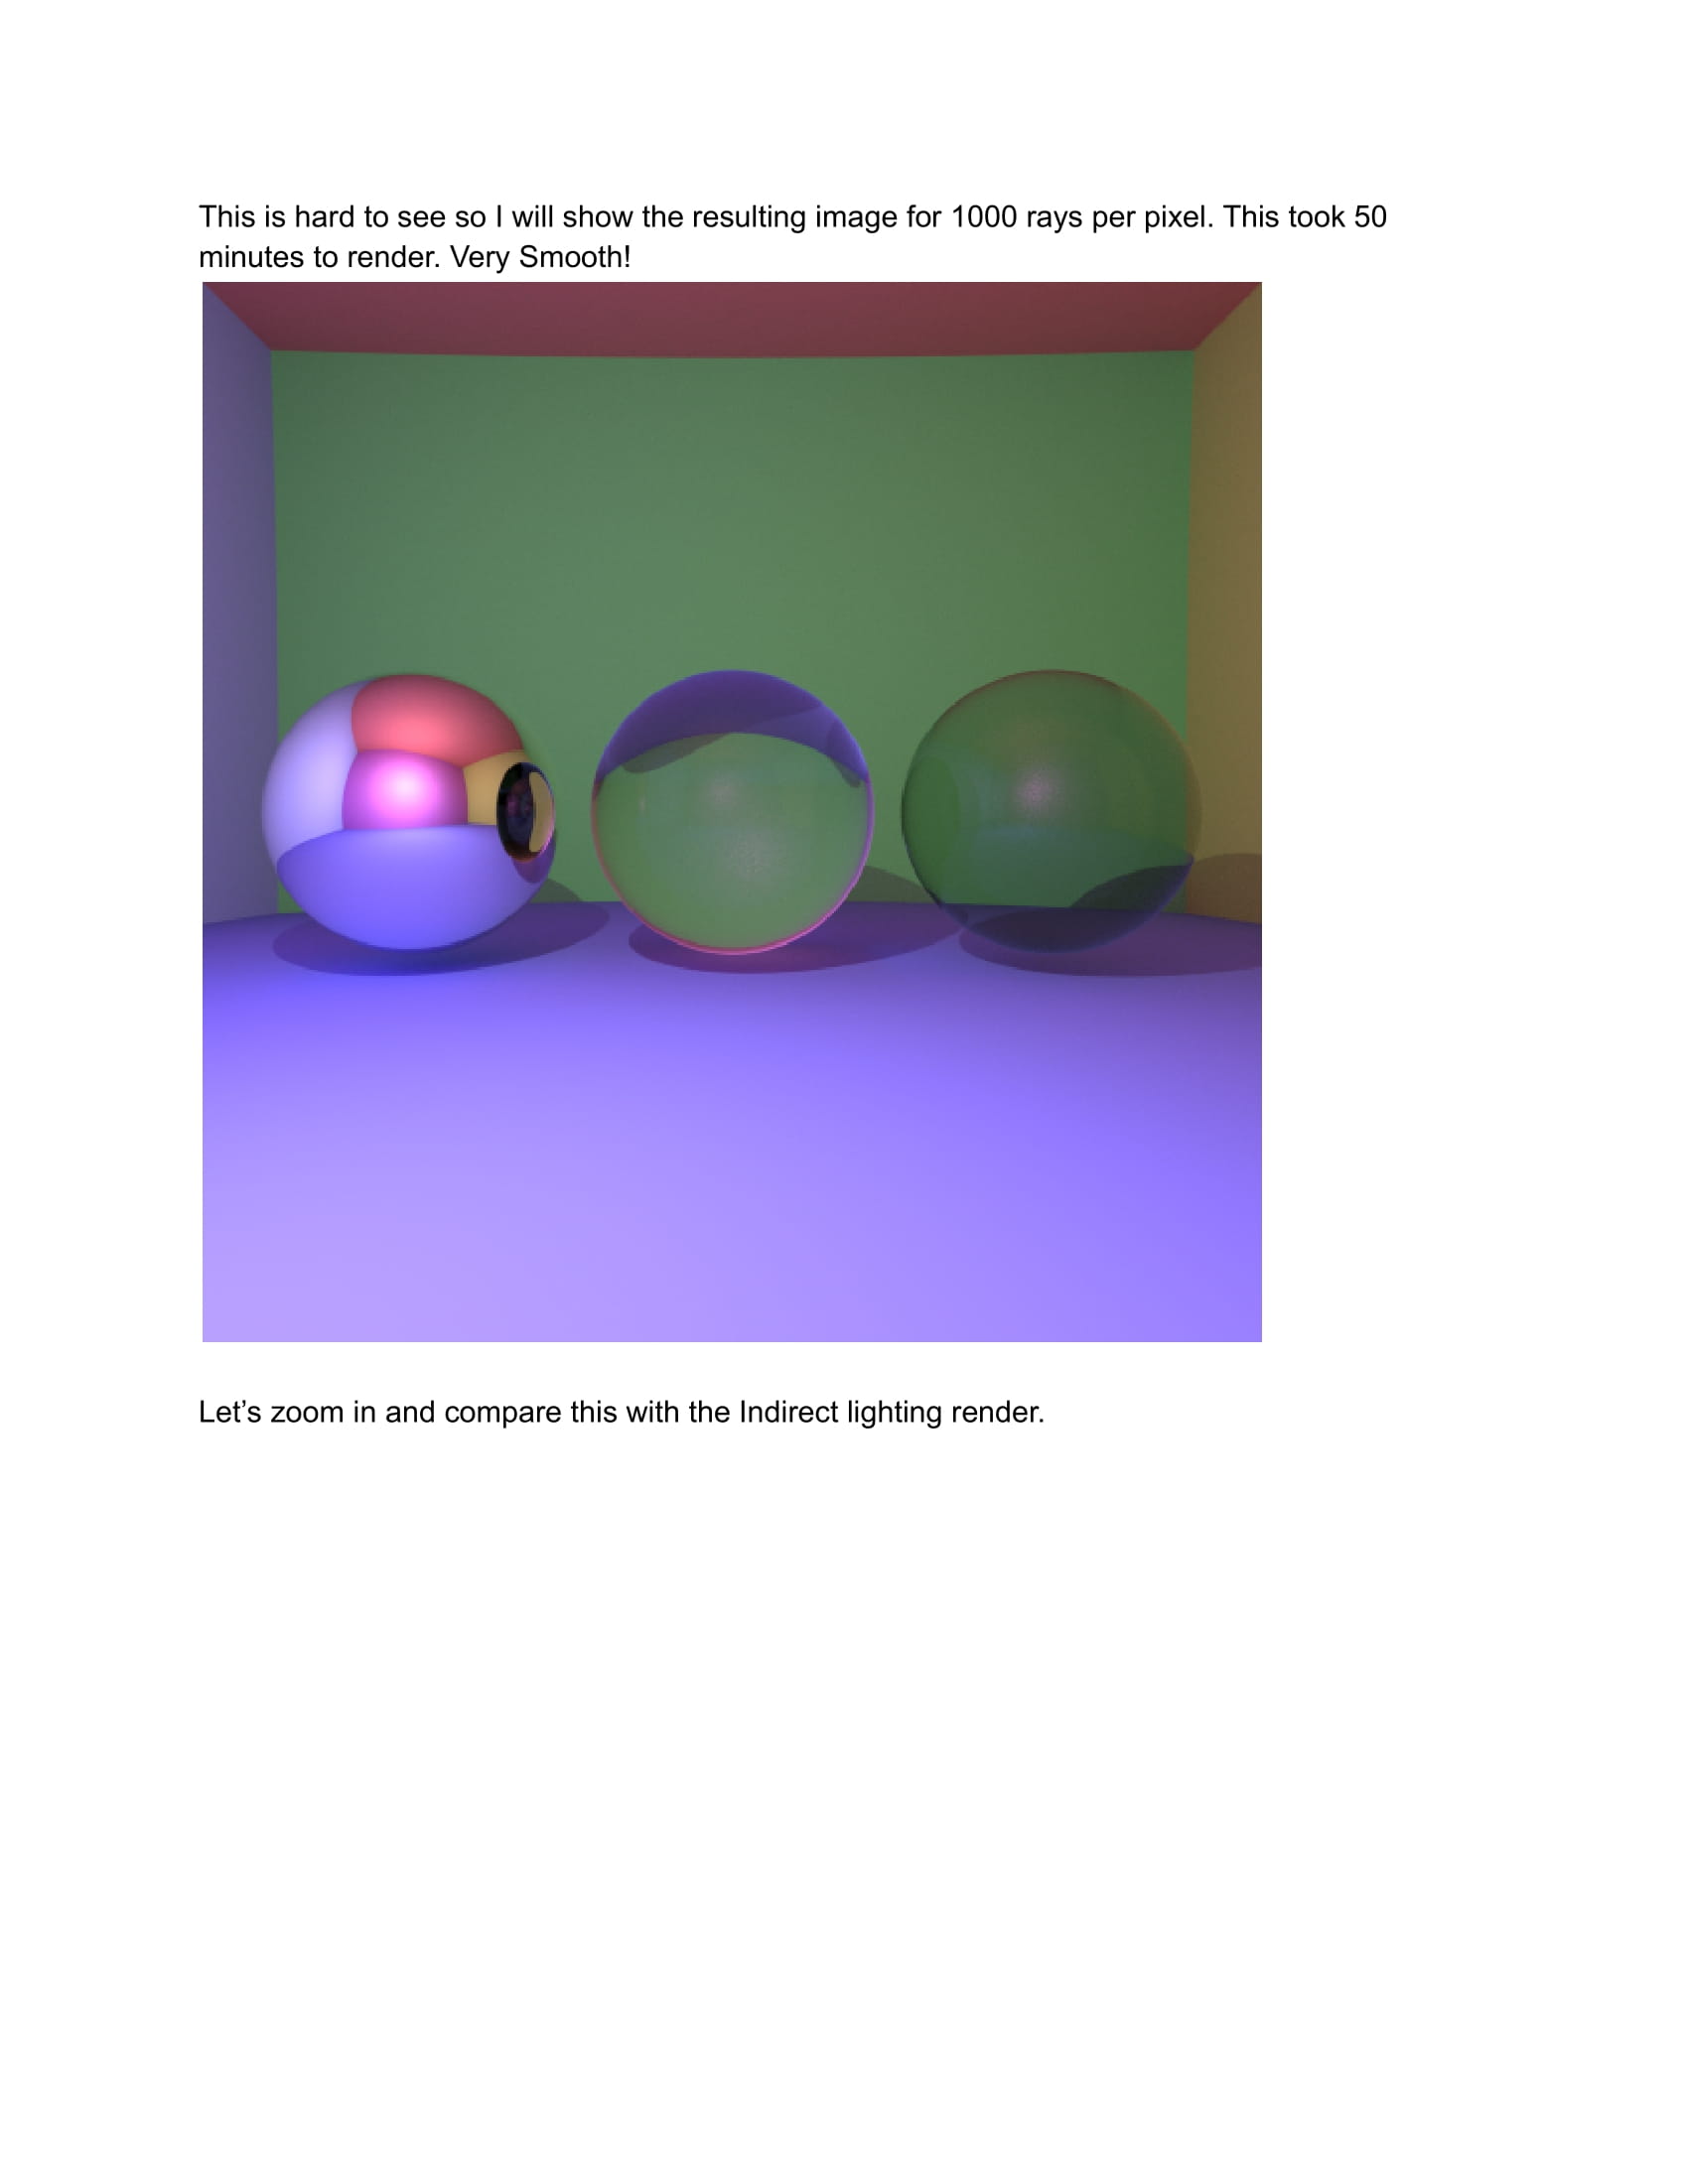 This is hard to see so I will show the resulting image for 1000 rays per pixel. This took 50
minutes to render. Very Smooth!
Let’s zoom in and compare this with the Indirect lighting render.